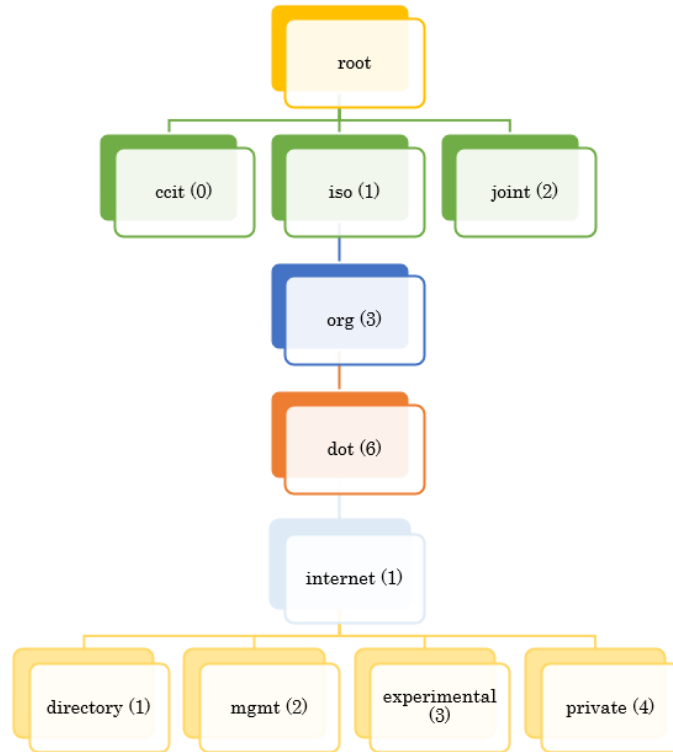 root
ccit (0)
iso (1)
joint (2)
org (3)
dot (6)
internet (1)
directory (1)
mgmt (2)
experimental
(3)
private (4)